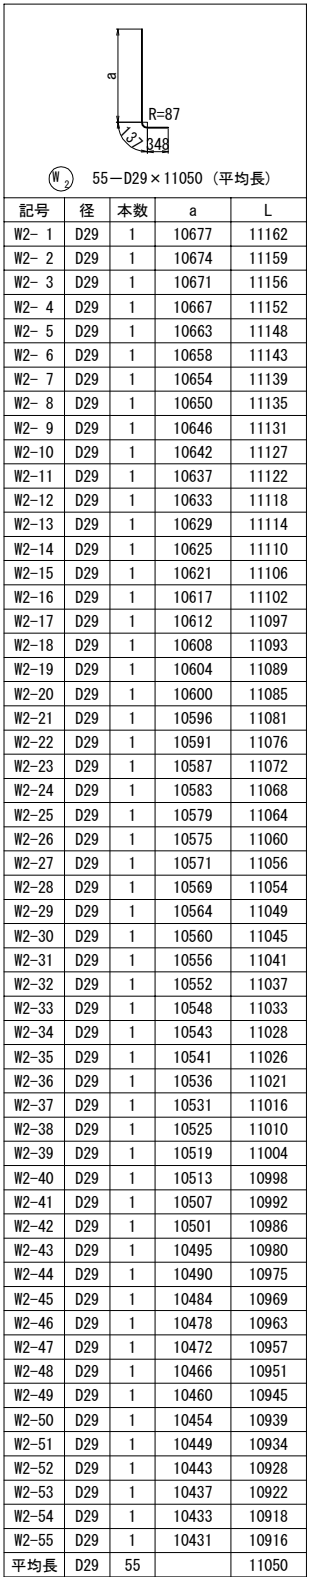 a
R=87
137
348
W2 55－D29×11050（平均長）
記号 径 本数 a L
W2- 1 D29 1 10677 11162
W2- 2 D29 1 10674 11159
W2- 3 D29 1 10671 11156
W2- 4 D29 1 10667 11152
W2- 5 D29 1 10663 11148
W2- 6 D29 1 10658 11143
W2- 7 D29 1 10654 11139
W2- 8 D29 1 10650 11135
W2- 9 D29 1 10646 11131
W2-10 D29 1 10642 11127
W2-11 D29 1 10637 11122
W2-12 D29 1 10633 11118
W2-13 D29 1 10629 11114
W2-14 D29 1 10625 11110
W2-15 D29 1 10621 11106
W2-16 D29 1 10617 11102
W2-17 D29 1 10612 11097
W2-18 D29 1 10608 11093
W2-19 D29 1 10604 11089
W2-20 D29 1 10600 11085
W2-21 D29 1 10596 11081
W2-22 D29 1 10591 11076
W2-23 D29 1 10587 11072
W2-24 D29 1 10583 11068
W2-25 D29 1 10579 11064
W2-26 D29 1 10575 11060
W2-27 D29 1 10571 11056
W2-28 D29 1 10569 11054
W2-29 D29 1 10564 11049
W2-30 D29 1 10560 11045
W2-31 D29 1 10556 11041
W2-32 D29 1 10552 11037
W2-33 D29 1 10548 11033
W2-34 D29 1 10543 11028
W2-35 D29 1 10541 11026
W2-36 D29 1 10536 11021
W2-37 D29 1 10531 11016
W2-38 D29 1 10525 11010
W2-39 D29 1 10519 11004
W2-40 D29 1 10513 10998
W2-41 D29 1 10507 10992
W2-42 D29 1 10501 10986
W2-43 D29 1 10495 10980
W2-44 D29 1 10490 10975
W2-45 D29 1 10484 10969
W2-46 D29 1 10478 10963
W2-47 D29 1 10472 10957
W2-48 D29 1 10466 10951
W2-49 D29 1 10460 10945
W2-50 D29 1 10454 10939
W2-51 D29 1 10449 10934
W2-52 D29 1 10443 10928
W2-53 D29 1 10437 10922
W2-54 D29 1 10433 10918
W2-55 D29 1 10431 10916
平均長 D29 55 11050